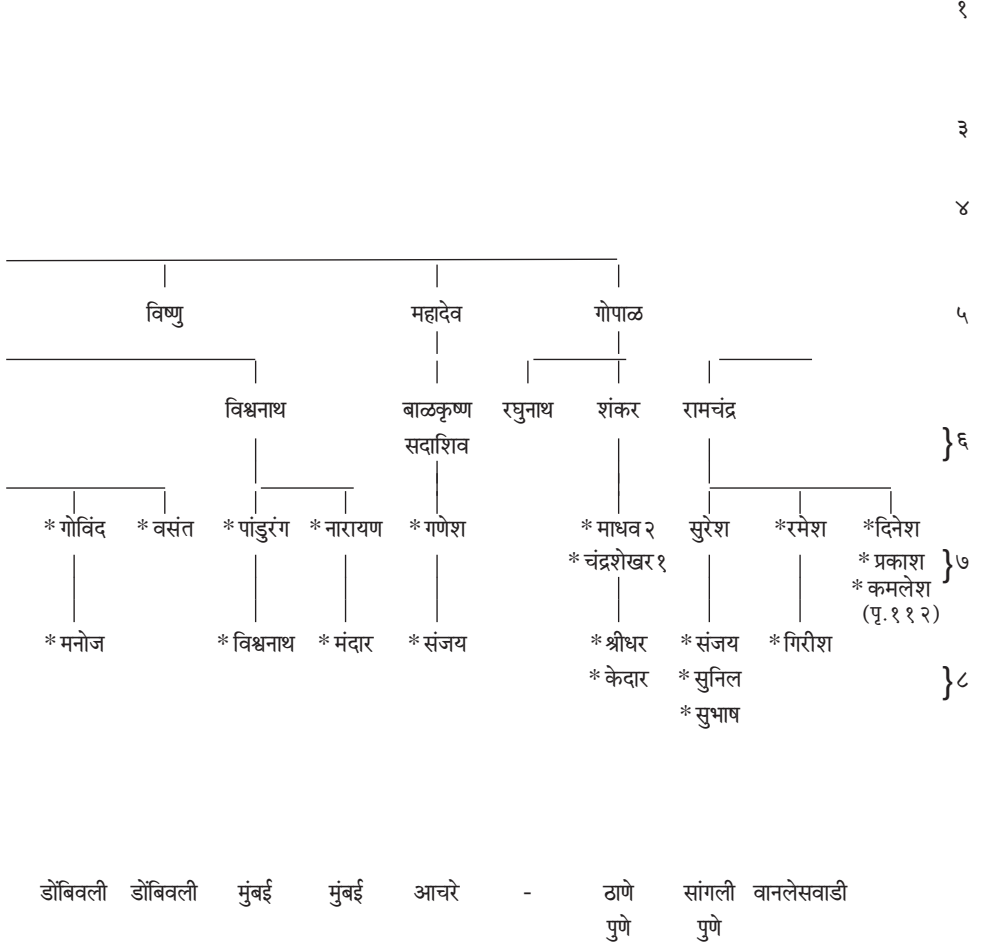 १
३
४
विष्णु महादेव गोपाळ ५
विश्वनाथ बाळकृष्ण रघुनाथ शंकर रामचंद्र
सदाशिव }६
* गोविंद * वसंत * पांडुरंग * नारायण * गणेश * माधव २ सुरेश *रमेश *दिनेश
* चंद्रशेखर १ * प्रकाश }७
* कमलेश
(पृ.११२)
* मनोज * विश्वनाथ * मंदार * संजय * श्रीधर * संजय *गिरीश
* केदार * सुनिल }८
* सुभाष
डोंबिवली डोंबिवली मुंबई मुंबई आचरे - ठाणे सांगली वानलेसवाडी
पुणे पुणे